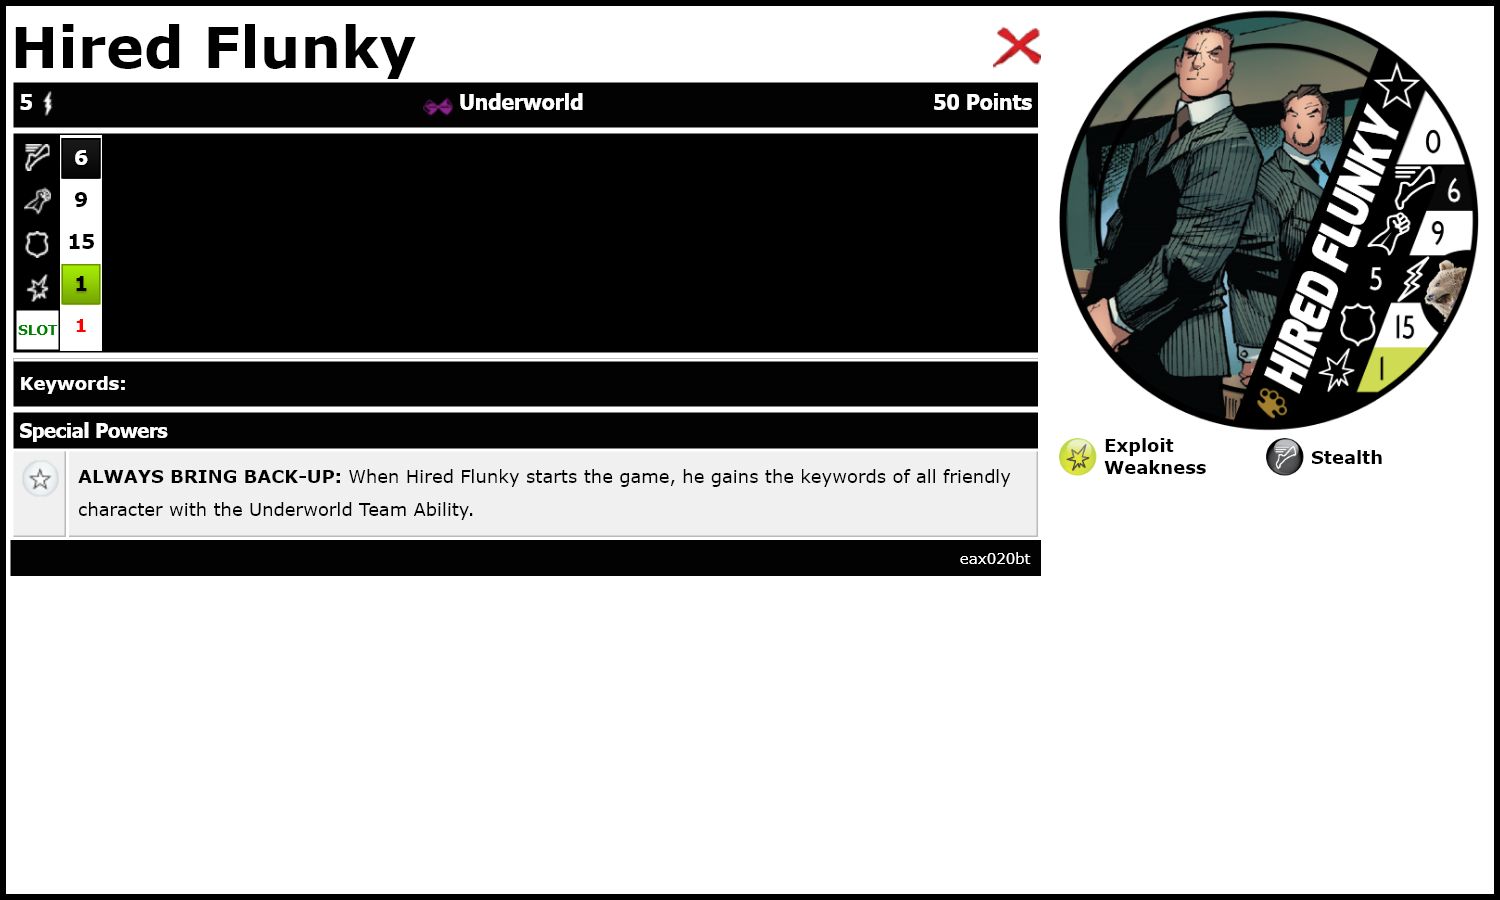 Hired Flunky
5 Underworld 50 Points
6
9
15
1
SLOT 1
Keywords:
Special Powers
ALWAYS BRING BACK-UP: When Hired Flunky starts the game, he gains the keywords of all friendly
character with the Underworld Team Ability.
eax020bt
HIRED FLUNKY
0
6
9
5
15
1
Exploit
Weakness
Stealth